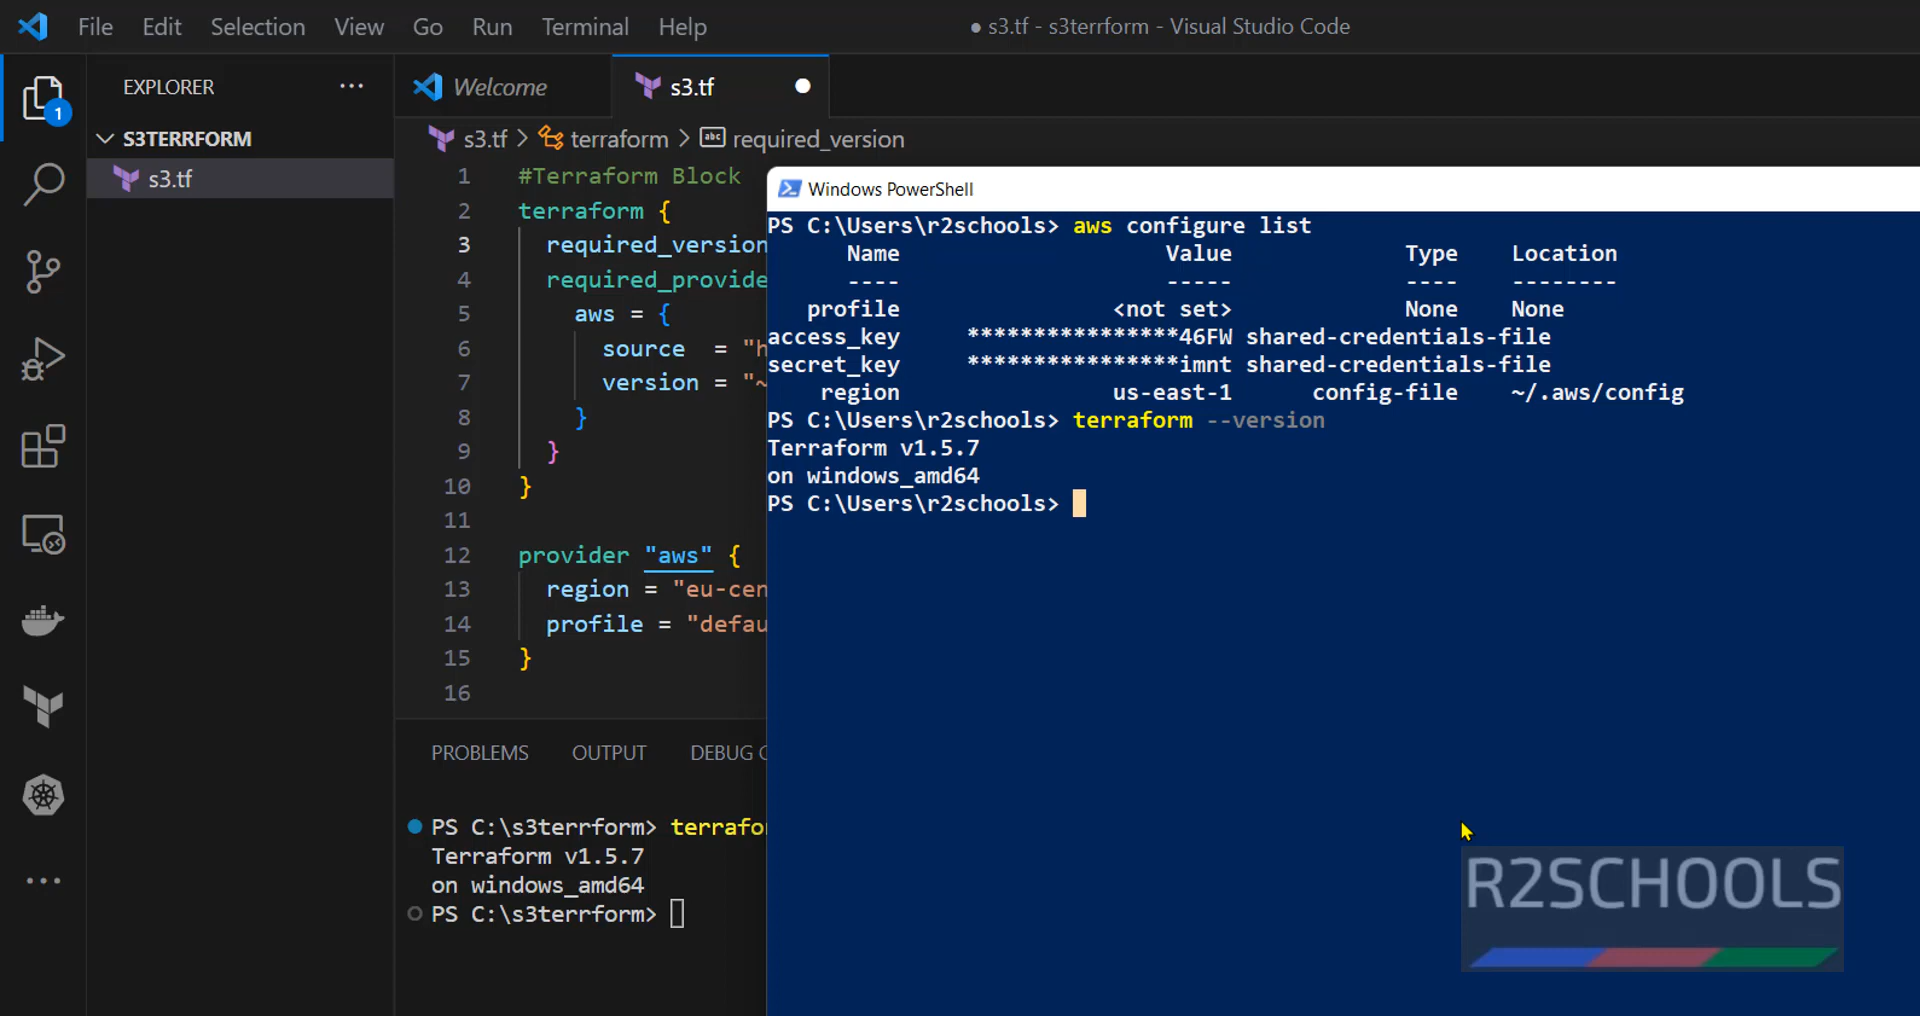 File Edit Selection View Go Run Terminal Help
● s3.tf - s3terrform - Visual Studio Code
EXPLORER ...
1
S3TERRFORM
s3.tf
Welcome
s3.tf ●
s3.tf > terraform > abc required_version
1 #Terraform Block
2 terraform {
3 required_version
4 required_provide
5 aws = {
6 source = "h
7 version = "~
8 }
9 }
10 }
11
12 provider "aws" {
13 region = "eu-cen
14 profile = "defau
15 }
16
PROBLEMS OUTPUT DEBUG C
PS C:\s3terrform> terrafor
Terraform v1.5.7
on windows_amd64
PS C:\s3terrform>
Windows PowerShell
PS C:\Users\r2schools> aws configure list
Name Value Type Location
---- ----- ---- --------
profile <not set> None None
access_key ****************46FW shared-credentials-file
secret_key ****************imnt shared-credentials-file
region us-east-1 config-file ~/.aws/config
PS C:\Users\r2schools> terraform --version
Terraform v1.5.7
on windows_amd64
PS C:\Users\r2schools>
R2SCHOOLS